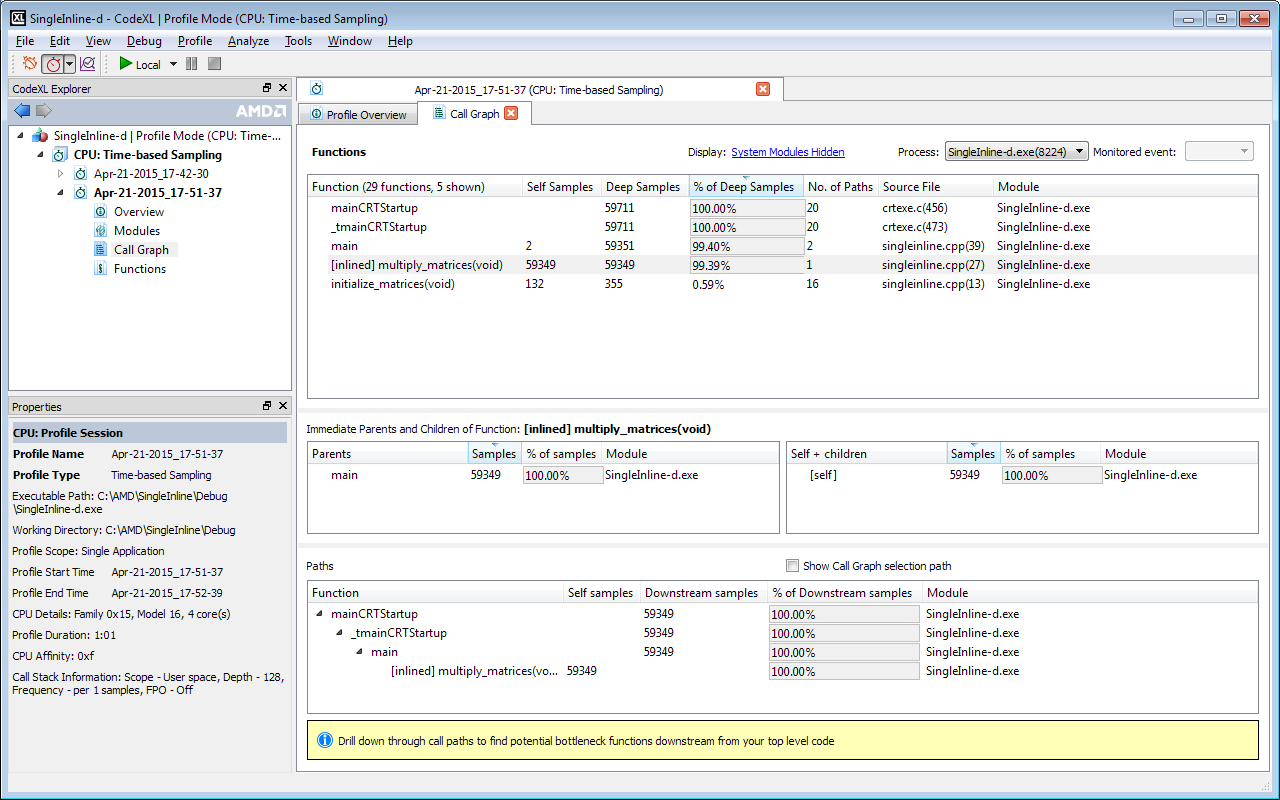 SingleInline-d - CodeXL | Profile Mode (CPU: Time-based Sampling)
File Edit View Debug Profile Analyze Tools Window Help
Local
CodeXL Explorer
AMD
SingleInline-d | Profile Mode (CPU: Time-...
CPU: Time-based Sampling
Apr-21-2015_17-42-30
Apr-21-2015_17-51-37
Overview
Modules
Call Graph
Functions
Properties
CPU: Profile Session
Profile Name Apr-21-2015_17-51-37
Profile Type Time-based Sampling
Executable Path: C:\AMD\SingleInline\Debug
\SingleInline-d.exe
Working Directory: C:\AMD\SingleInline\Debug
Profile Scope: Single Application
Profile Start Time Apr-21-2015_17-51-37
Profile End Time Apr-21-2015_17-52-39
CPU Details: Family 0x15, Model 16, 4 core(s)
Profile Duration: 1:01
CPU Affinity: 0xf
Call Stack Information: Scope - User space, Depth - 128,
Frequency - per 1 samples, FPO - Off
Apr-21-2015_17-51-37 (CPU: Time-based Sampling)
Profile Overview Call Graph
Functions Display: System Modules Hidden Process: SingleInline-d.exe(8224) Monitored event:
Function (29 functions, 5 shown) Self Samples Deep Samples % of Deep Samples No. of Paths Source File Module
mainCRTStartup 59711 100.00% 20 crtexe.c(456) SingleInline-d.exe
_tmainCRTStartup 59711 100.00% 20 crtexe.c(473) SingleInline-d.exe
main 2 59351 99.40% 2 singleinline.cpp(39) SingleInline-d.exe
[inlined] multiply_matrices(void) 59349 59349 99.39% 1 singleinline.cpp(27) SingleInline-d.exe
initialize_matrices(void) 132 355 0.59% 16 singleinline.cpp(13) SingleInline-d.exe
Immediate Parents and Children of Function: [inlined] multiply_matrices(void)
Parents Samples % of samples Module
main 59349 100.00% SingleInline-d.exe
Self + children Samples % of samples Module
[self] 59349 100.00% SingleInline-d.exe
Paths Show Call Graph selection path
Function Self samples Downstream samples % of Downstream samples Module
mainCRTStartup 59349 100.00% SingleInline-d.exe
_tmainCRTStartup 59349 100.00% SingleInline-d.exe
main 59349 100.00% SingleInline-d.exe
[inlined] multiply_matrices(vo... 59349 100.00% SingleInline-d.exe
Drill down through call paths to find potential bottleneck functions downstream from your top level code